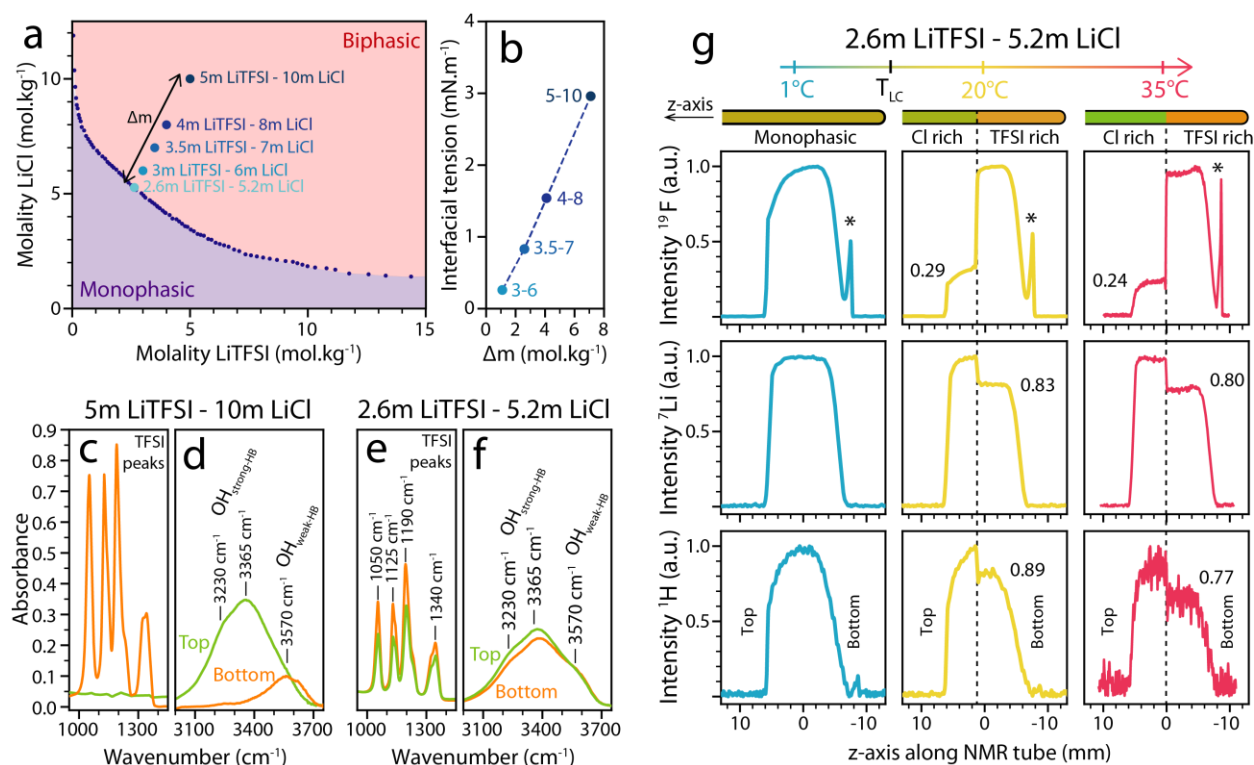 a
Biphasic
5m LiTFSI - 10m LiCl
Δm
4m LiTFSI - 8m LiCl
3.5m LiTFSI - 7m LiCl
3m LiTFSI - 6m LiCl
2.6m LiTFSI - 5.2m LiCl
Monophasic
Molality LiCl (mol.kg⁻¹)
10
5
0
0 5 10 15
Molality LiTFSI (mol.kg⁻¹)
b
Interfacial tension (mN.m⁻¹)
4
3
2
1
0
5-10
4-8
3.5-7
3-6
0 2 4 6 8
Δm (mol.kg⁻¹)
5m LiTFSI - 10m LiCl
c
TFSI
peaks
d
OHstrong-HB
3230 cm⁻¹
3365 cm⁻¹
OHweak-HB
3570 cm⁻¹
Top
Bottom
Absorbance
0.9
0.8
0.7
0.6
0.5
0.4
0.3
0.2
0.1
0.0
1000 1300
3100 3400 3700
Wavenumber (cm⁻¹)
2.6m LiTFSI - 5.2m LiCl
e
TFSI
peaks
1050 cm⁻¹
1125 cm⁻¹
1190 cm⁻¹
1340 cm⁻¹
f
OHstrong-HB
3230 cm⁻¹
3365 cm⁻¹
OHweak-HB
3570 cm⁻¹
Top
Bottom
1000 1300
3100 3400 3700
Wavenumber (cm⁻¹)
g
2.6m LiTFSI - 5.2m LiCl
1°C TLC 20°C 35°C
z-axis
Monophasic
Cl rich TFSI rich
Cl rich TFSI rich
Intensity ¹⁹F (a.u.)
1.0
0.5
*
0.29
*
0.24
*
Intensity ⁷Li (a.u.)
1.0
0.5
0.83
0.80
Intensity ¹H (a.u.)
1.0
0.5
Top
Bottom
0.89
Top
Bottom
0.77
Top
Bottom
10 0 -10
10 0 -10
10 0 -10
z-axis along NMR tube (mm)